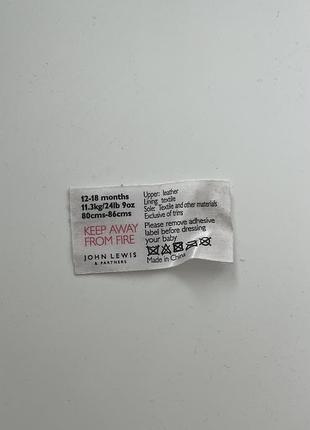 12-18 months
11.3kg/24lb 9oz
80cms-86cms
KEEP AWAY
FROM FIRE
JOHN LEWIS
& PARTNERS
Upper: leather
Lining: textile
Sole: Textile and other materials
Exclusive of trims
Please remove adhesive
label before dressing
your baby
Made in China